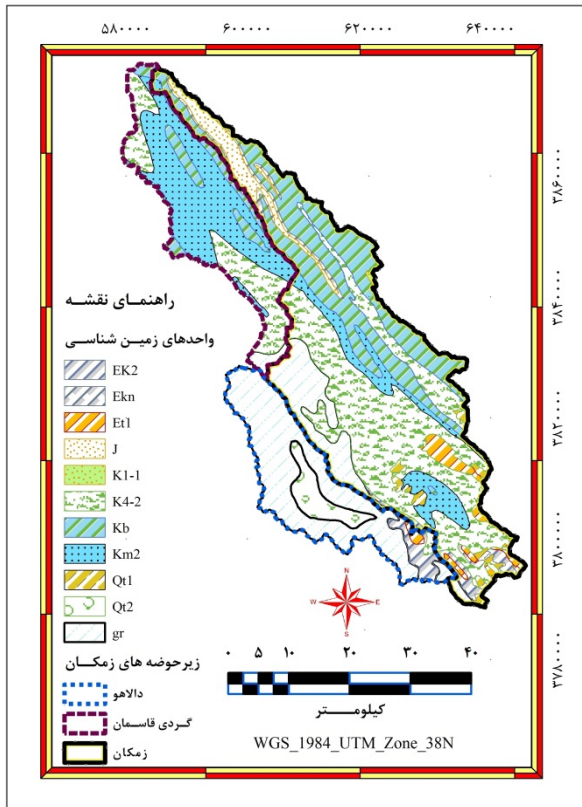 ۵۸۰۰۰۰ ۶۰۰۰۰۰ ۶۲۰۰۰۰ ۶۴۰۰۰۰
۳۸۶۰۰۰۰
۳۸۴۰۰۰۰
۳۸۲۰۰۰۰
۳۸۰۰۰۰۰
۳۷۸۰۰۰۰
راهنمای نقشه
واحدهای زمین شناسی
EK2
Ekn
Et1
J
K1-1
K4-2
Kb
Km2
Qt1
Qt2
gr
زیرحوضه های زمکان
دالاهو
گردی قاسمان
زمکان
N
W E
S
۰ ۵ ۱۰ ۲۰ ۳۰ ۴۰
کیلومتر
WGS_1984_UTM_Zone_38N